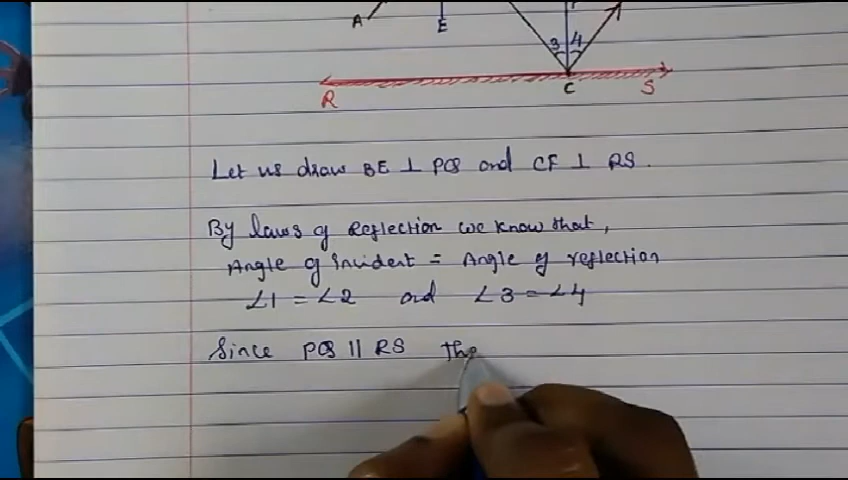 A
E
3 4
R
C
S
Let us draw BE ⊥ PQ and CF ⊥ RS.
By laws of Reflection we know that,
Angle of Incident = Angle of reflection
∠1 = ∠2 and ∠3 = ∠4
Since PQ || RS the